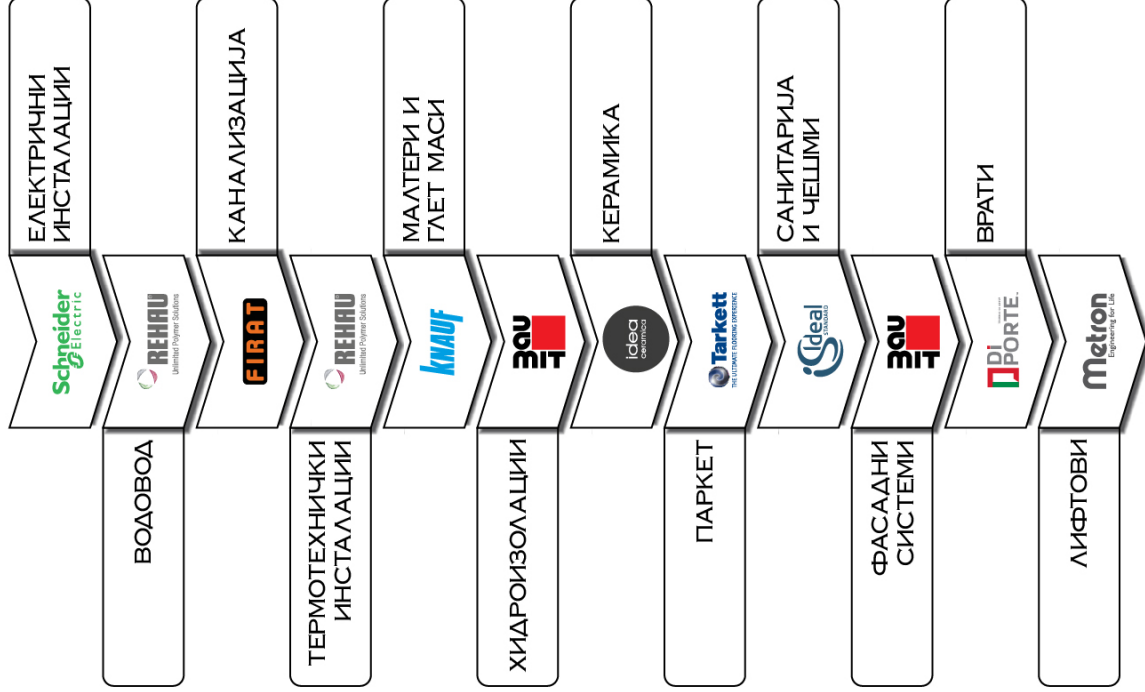 ЕЛЕКТРИЧНИ
ИНСТАЛАЦИИ
Schneider
Electric
ВОДОВОД
REHAU
Unlimited Polymer Solutions
КАНАЛИЗАЦИЈА
FIRAT
ТЕРМОТЕХНИЧКИ
ИНСТАЛАЦИИ
REHAU
Unlimited Polymer Solutions
МАЛТЕРИ И
ГЛЕТ МАСИ
KNAUF
ХИДРОИЗОЛАЦИИ
BAU
MIT
КЕРАМИКА
idea
ceramica
ПАРКЕТ
Tarkett
THE ULTIMATE FLOORING EXPERIENCE
САНИТАРИЈА
И ЧЕШМИ
Ideal
STANDARD
ФАСАДНИ
СИСТЕМИ
BAU
MIT
ВРАТИ
Di
PORTE.
ЛИФТОВИ
Metron
Engineering for Life